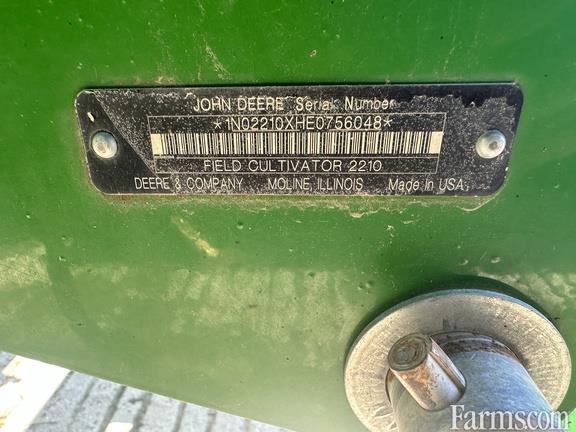 JOHN DEERE Serial Number
*1N02210XHE0756048*
FIELD CULTIVATOR 2210
DEERE & COMPANY MOLINE, ILLINOIS Made In USA
Farms.com